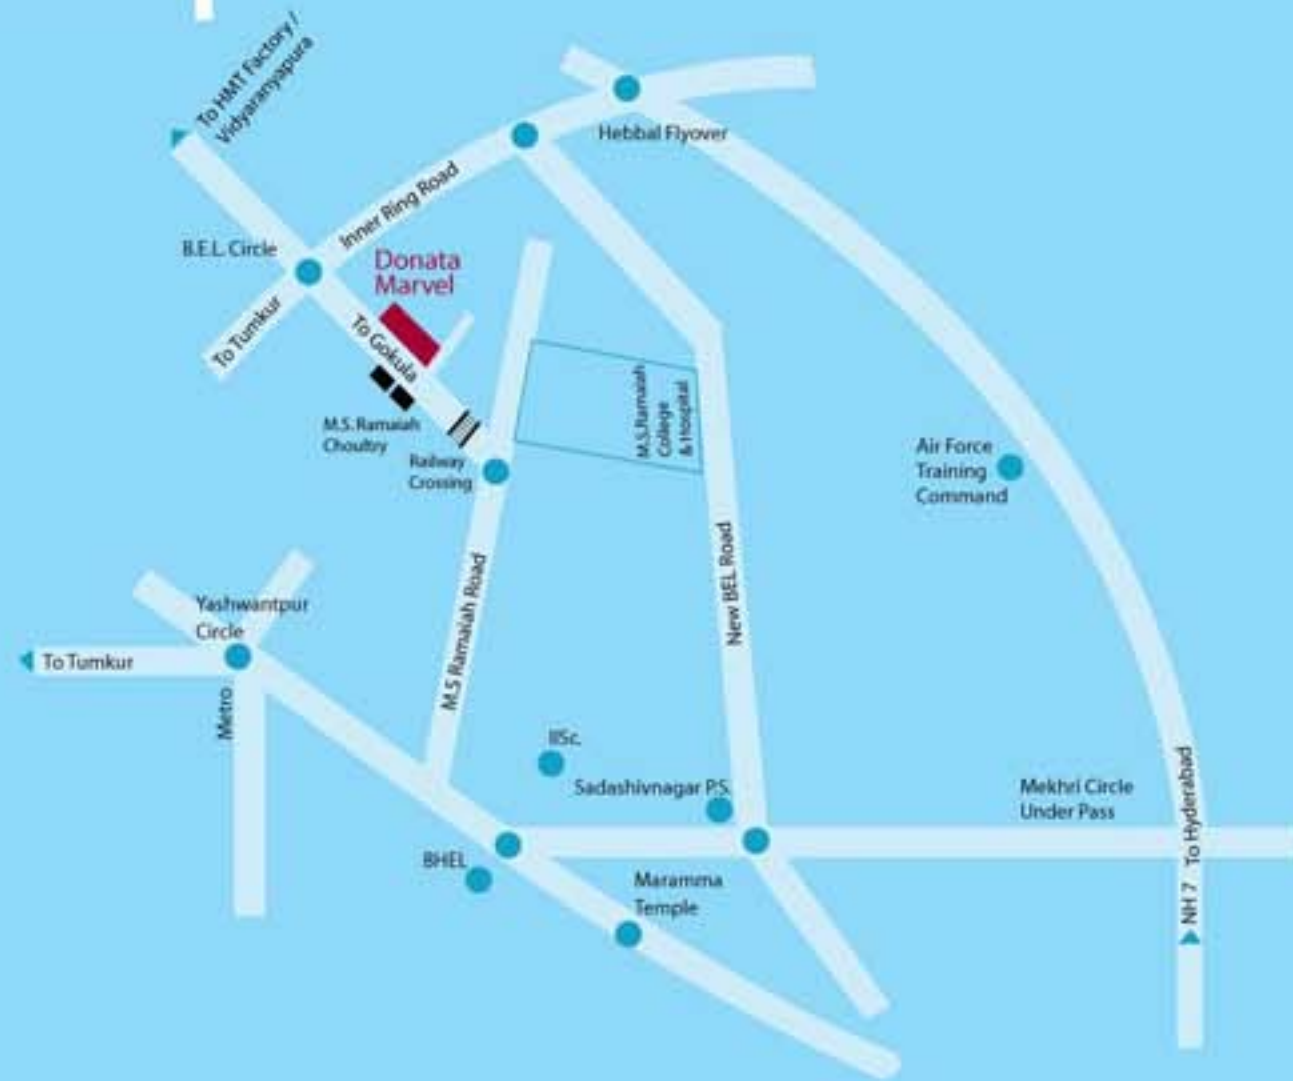 To HMT Factory /
Vidyaranyapura
Hebbal Flyover
Inner Ring Road
B.E.L. Circle
Donata
Marvel
To Tumkur
To Gokula
M.S. Ramaiah
Choultry
Railway
Crossing
M.S.Ramaiah
College
& Hospital
Air Force
Training
Command
New BEL Road
M.S Ramaiah Road
Yashwantpur
Circle
To Tumkur
Metro
IISc.
Sadashivnagar P.S.
Mekhri Circle
Under Pass
BHEL
Maramma
Temple
NH 7 To Hyderabad